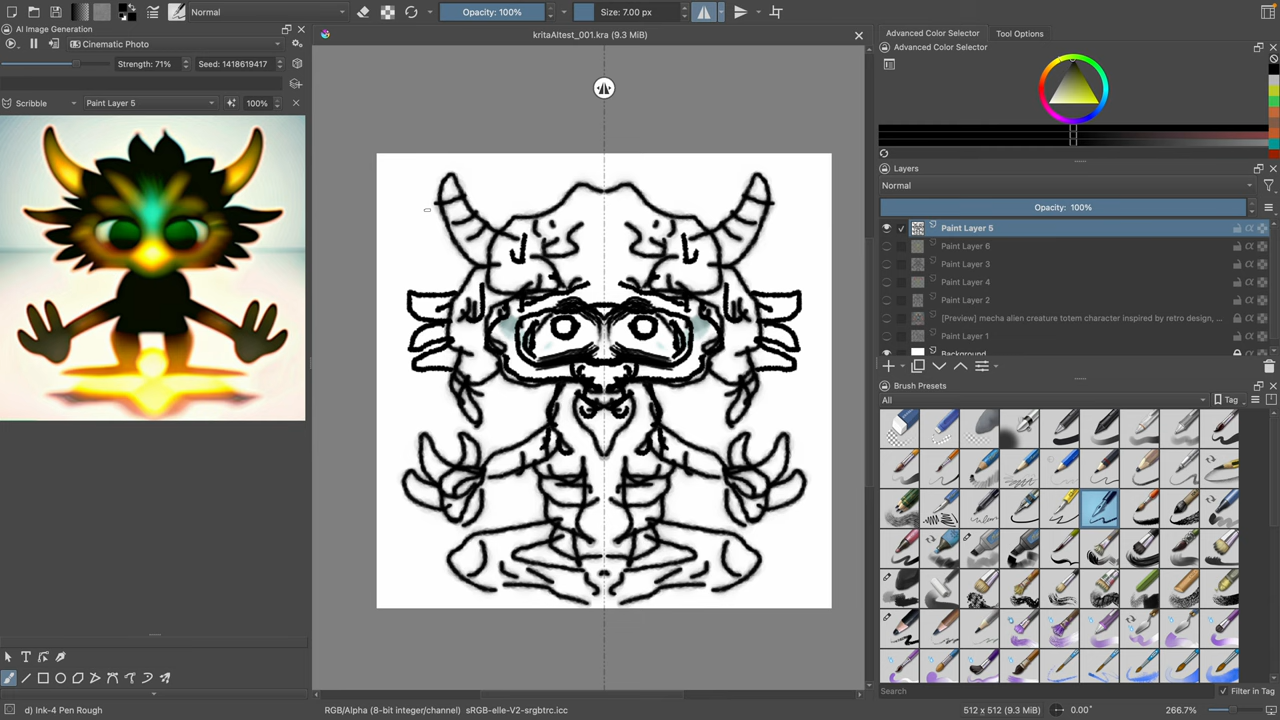 Normal
Opacity: 100%
Size: 7.00 px
AI Image Generation
Cinematic Photo
Strength: 71%
Seed: 1418619417
Scribble
Paint Layer 5
100%
kritaAItest_001.kra (9.3 MiB)
Advanced Color Selector
Tool Options
Advanced Color Selector
Layers
Normal
Opacity: 100%
Paint Layer 5
Paint Layer 6
Paint Layer 3
Paint Layer 4
Paint Layer 2
[Preview] mecha alien creature totem character inspired by retro design, ...
Paint Layer 1
Background
Brush Presets
All
Tag
Search
Filter in Tag
d) Ink-4 Pen Rough
RGB/Alpha (8-bit integer/channel) sRGB-elle-V2-srgbtrc.icc
512 x 512 (9.3 MiB)
0.00°
266.7%